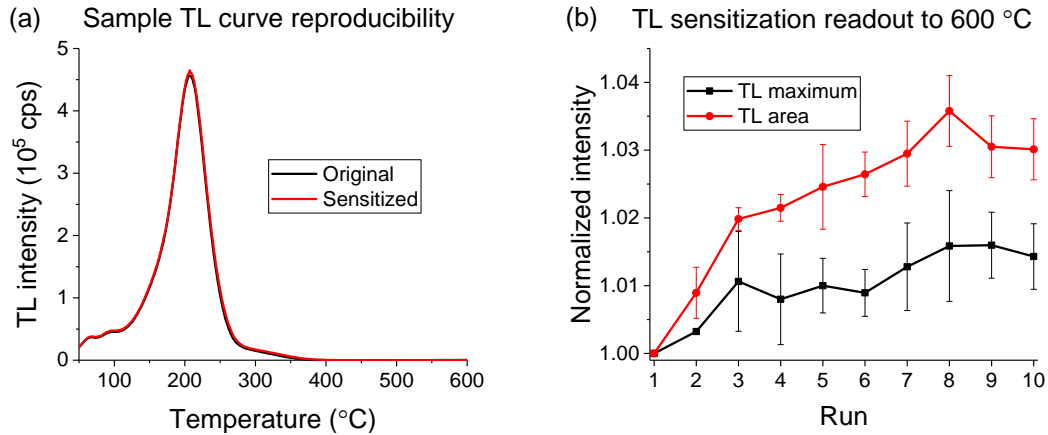 (a) Sample TL curve reproducibility
TL intensity (10⁵ cps)
5
4
3
2
1
0
100 200 300 400 500 600
Temperature (°C)
Original
Sensitized
(b) TL sensitization readout to 600 °C
Normalized intensity
1.04
1.03
1.02
1.01
1.00
1 2 3 4 5 6 7 8 9 10
Run
TL maximum
TL area